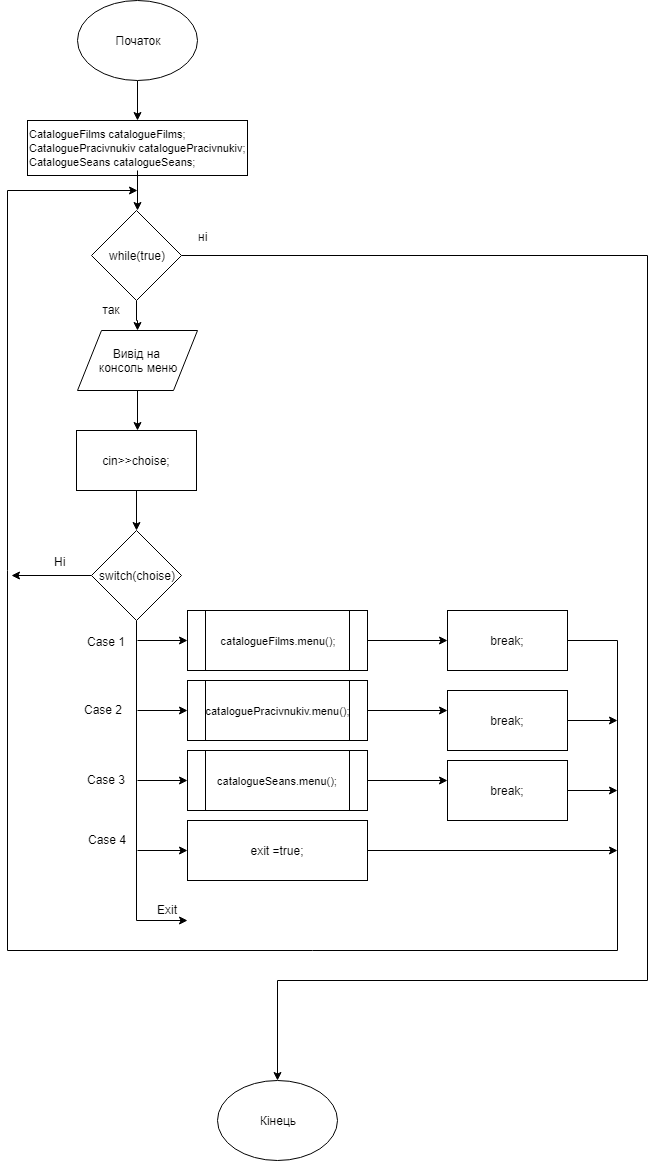 Початок
CatalogueFilms catalogueFilms;
CataloguePracivnukiv cataloguePracivnukiv;
CatalogueSeans catalogueSeans;
ні
while(true)
так
Вивід на
консоль меню
cin>>choise;
Ні
switch(choise)
Case 1
catalogueFilms.menu();
break;
Case 2
cataloguePracivnukiv.menu();
break;
Case 3
catalogueSeans.menu();
break;
Case 4
exit =true;
Exit
Кінець